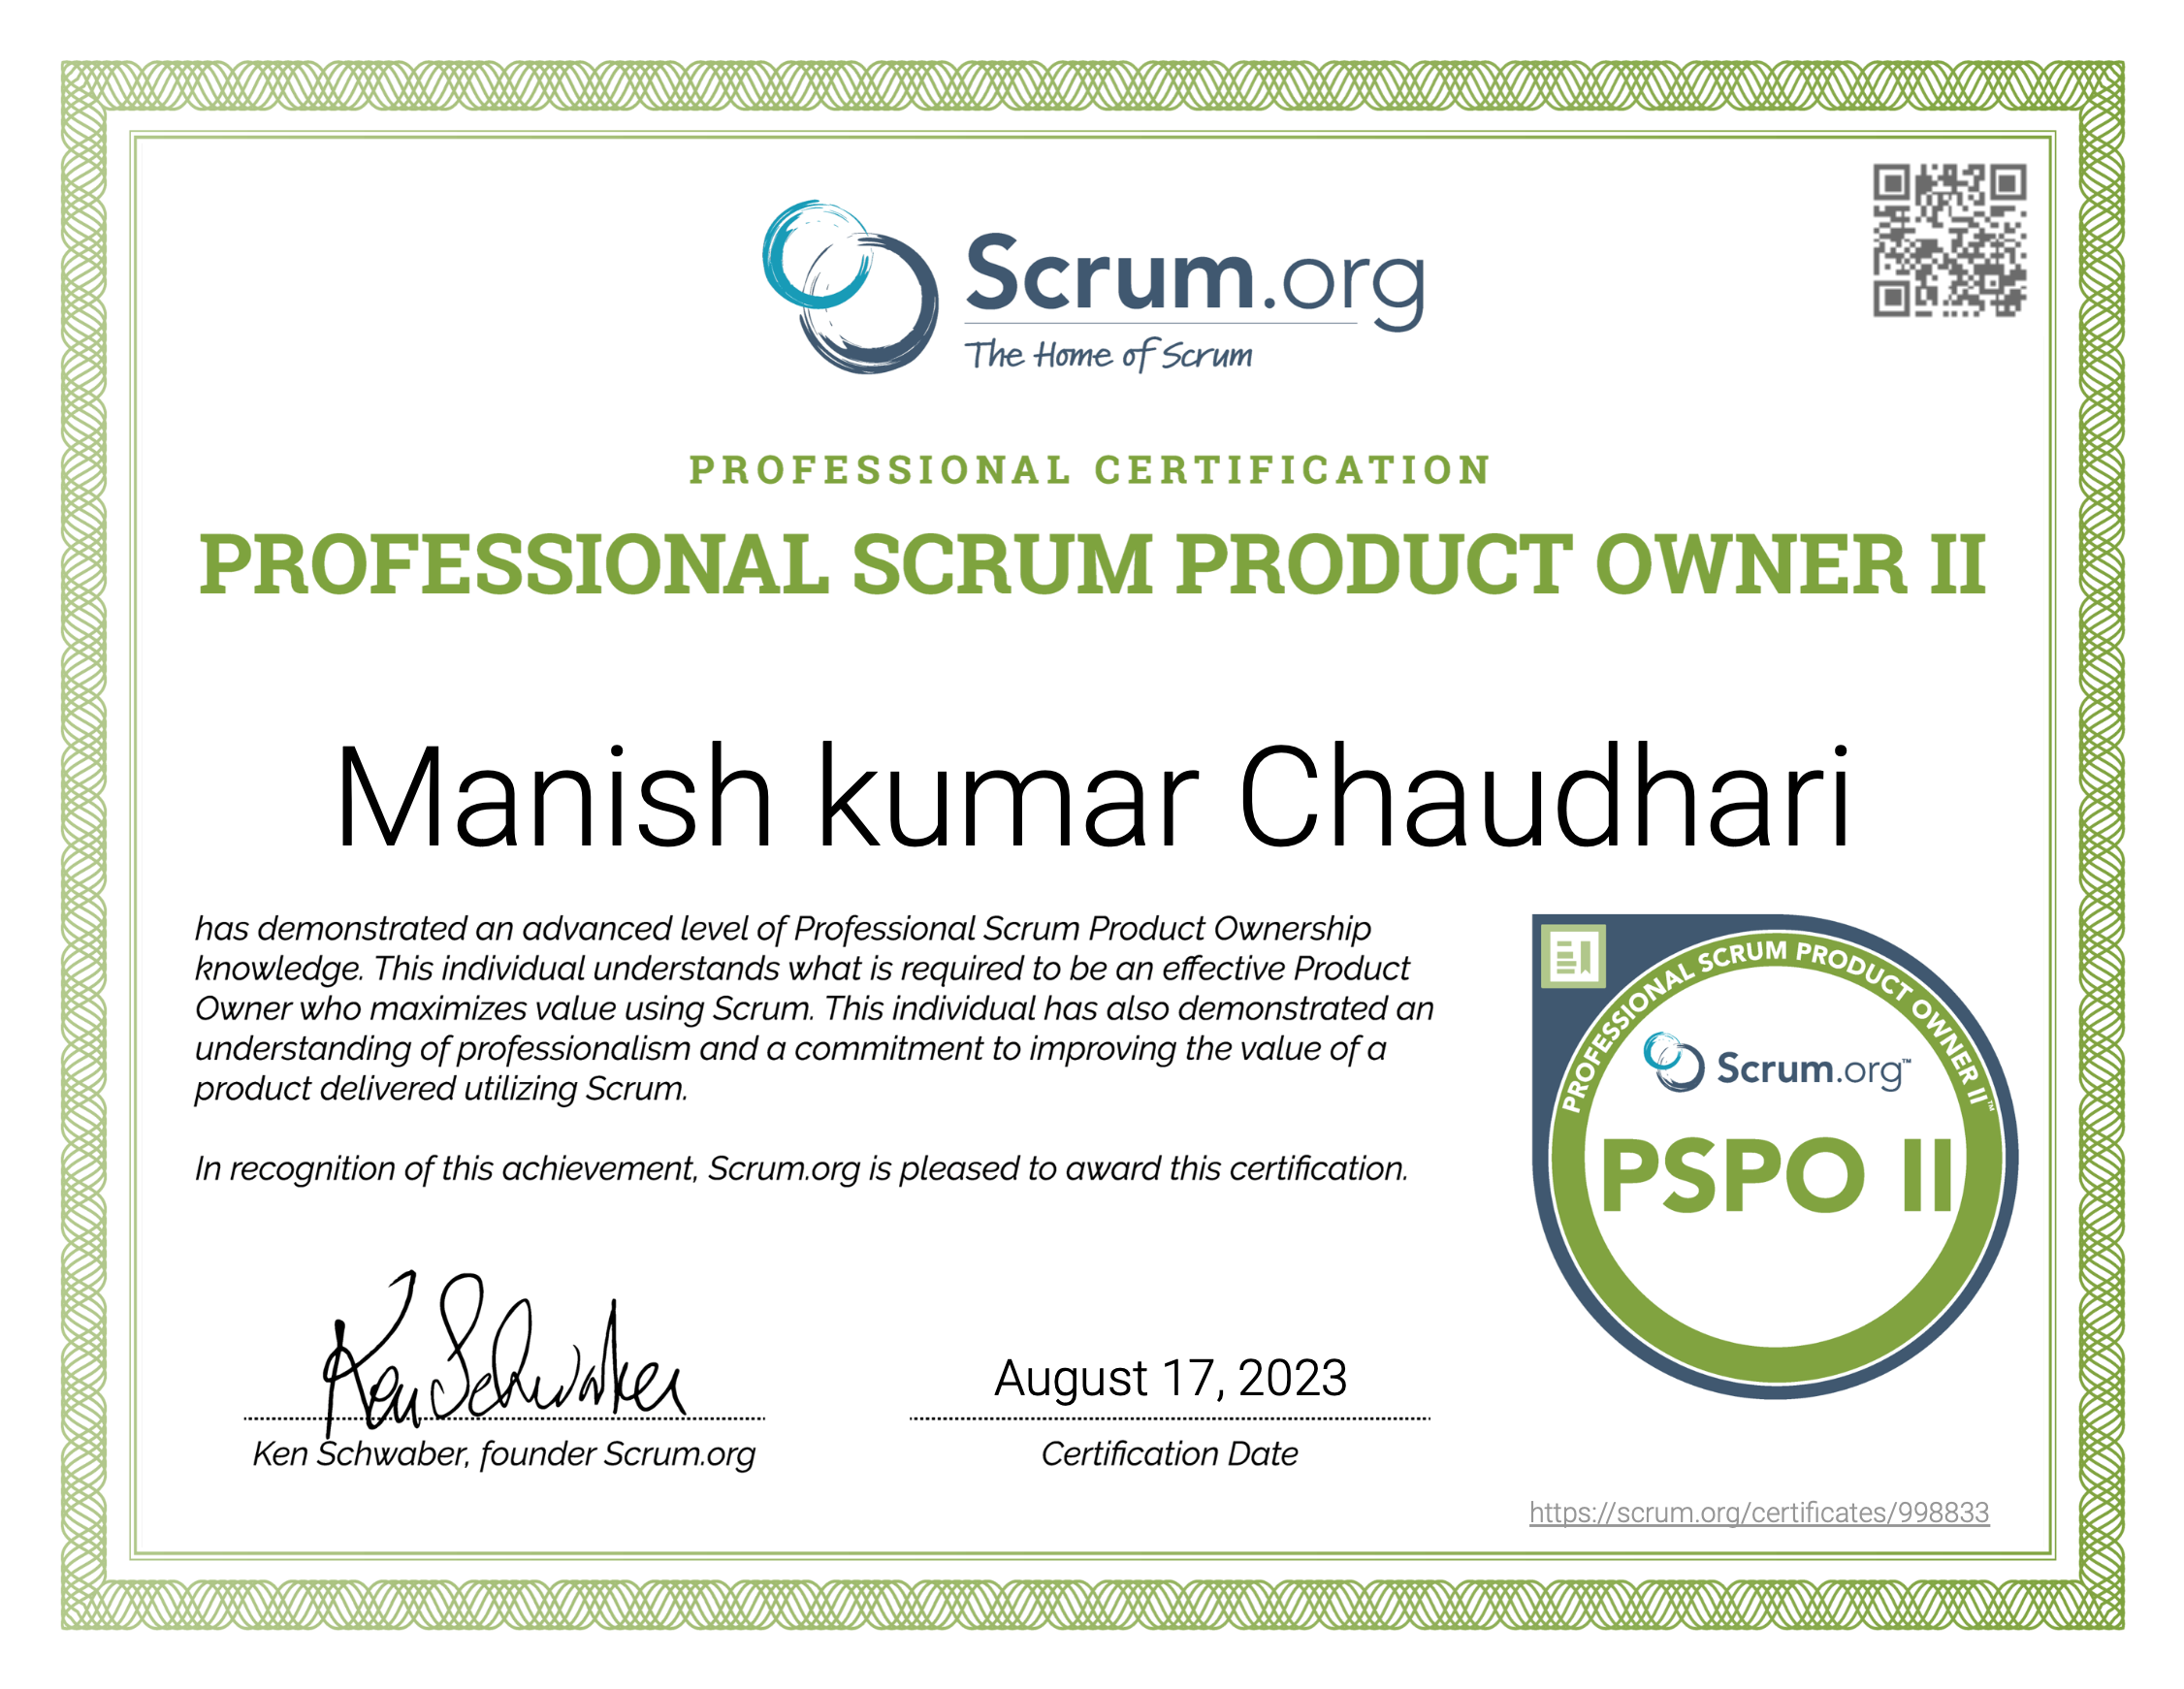 Scrum.org
The Home of Scrum
PROFESSIONAL CERTIFICATION
PROFESSIONAL SCRUM PRODUCT OWNER II
Manish kumar Chaudhari
has demonstrated an advanced level of Professional Scrum Product Ownership
knowledge. This individual understands what is required to be an effective Product
Owner who maximizes value using Scrum. This individual has also demonstrated an
understanding of professionalism and a commitment to improving the value of a
product delivered utilizing Scrum.
In recognition of this achievement, Scrum.org is pleased to award this certification.
PROFESSIONAL SCRUM PRODUCT OWNER II™
Scrum.org™
PSPO II
Ken Schwaber
August 17, 2023
Ken Schwaber, founder Scrum.org
Certification Date
https://scrum.org/certificates/998833